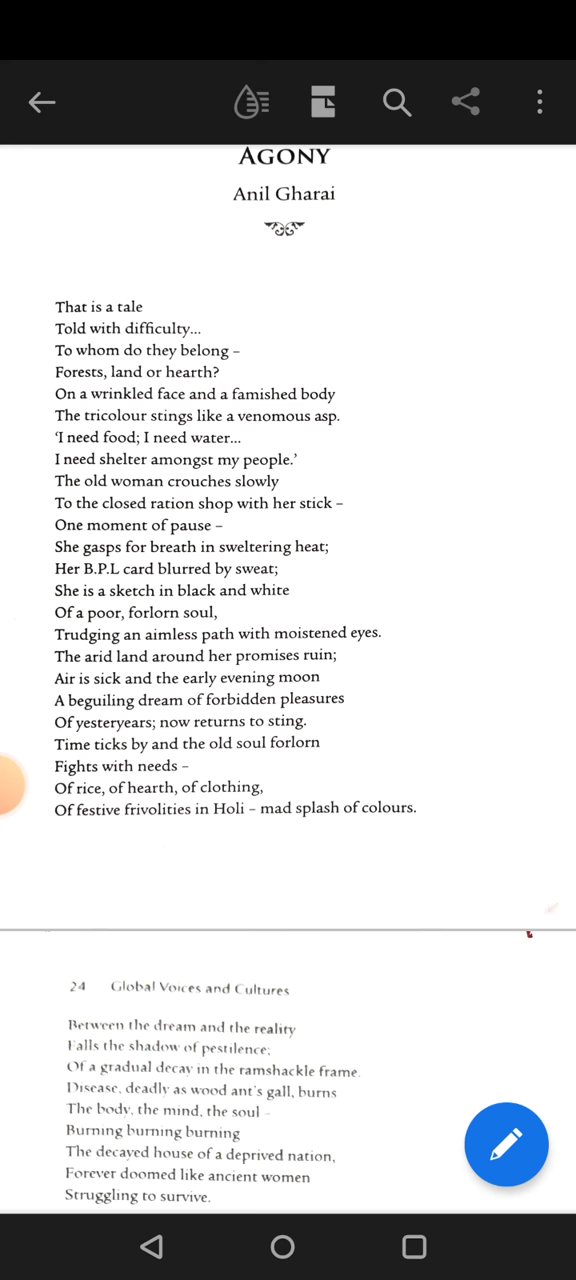 AGONY
Anil Gharai
That is a tale
Told with difficulty...
To whom do they belong –
Forests, land or hearth?
On a wrinkled face and a famished body
The tricolour stings like a venomous asp.
‘I need food; I need water...
I need shelter amongst my people.’
The old woman crouches slowly
To the closed ration shop with her stick –
One moment of pause –
She gasps for breath in sweltering heat;
Her B.P.L card blurred by sweat;
She is a sketch in black and white
Of a poor, forlorn soul,
Trudging an aimless path with moistened eyes.
The arid land around her promises ruin;
Air is sick and the early evening moon
A beguiling dream of forbidden pleasures
Of yesteryears; now returns to sting.
Time ticks by and the old soul forlorn
Fights with needs –
Of rice, of hearth, of clothing,
Of festive frivolities in Holi – mad splash of colours.
24 Global Voices and Cultures
Between the dream and the reality
Falls the shadow of pestilence;
Of a gradual decay in the ramshackle frame.
Disease, deadly as wood ant's gall, burns
The body, the mind, the soul –
Burning burning burning
The decayed house of a deprived nation,
Forever doomed like ancient women
Struggling to survive.